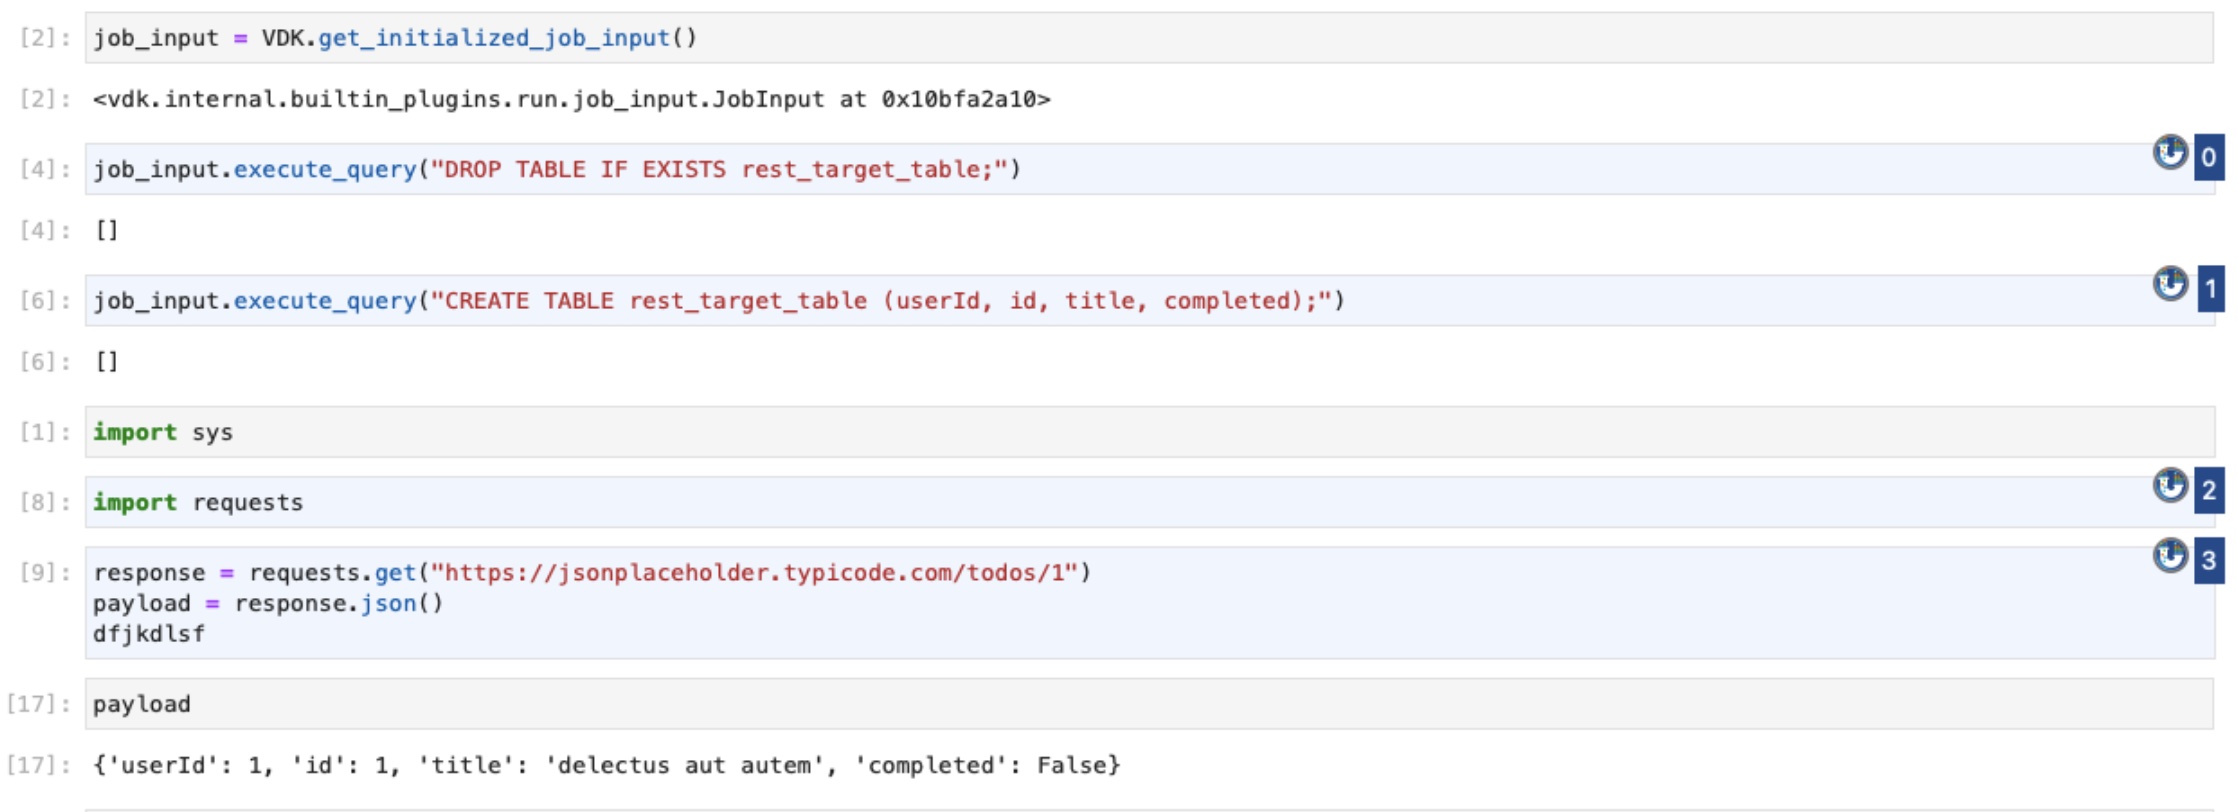 [2]: job_input = VDK.get_initialized_job_input()
[2]: <vdk.internal.builtin_plugins.run.job_input.JobInput at 0x10bfa2a10>
[4]: job_input.execute_query("DROP TABLE IF EXISTS rest_target_table;") 0
[4]: []
[6]: job_input.execute_query("CREATE TABLE rest_target_table (userId, id, title, completed);") 1
[6]: []
[1]: import sys
[8]: import requests 2
[9]: response = requests.get("https://jsonplaceholder.typicode.com/todos/1") 3
payload = response.json()
dfjkdlsf
[17]: payload
[17]: {'userId': 1, 'id': 1, 'title': 'delectus aut autem', 'completed': False}